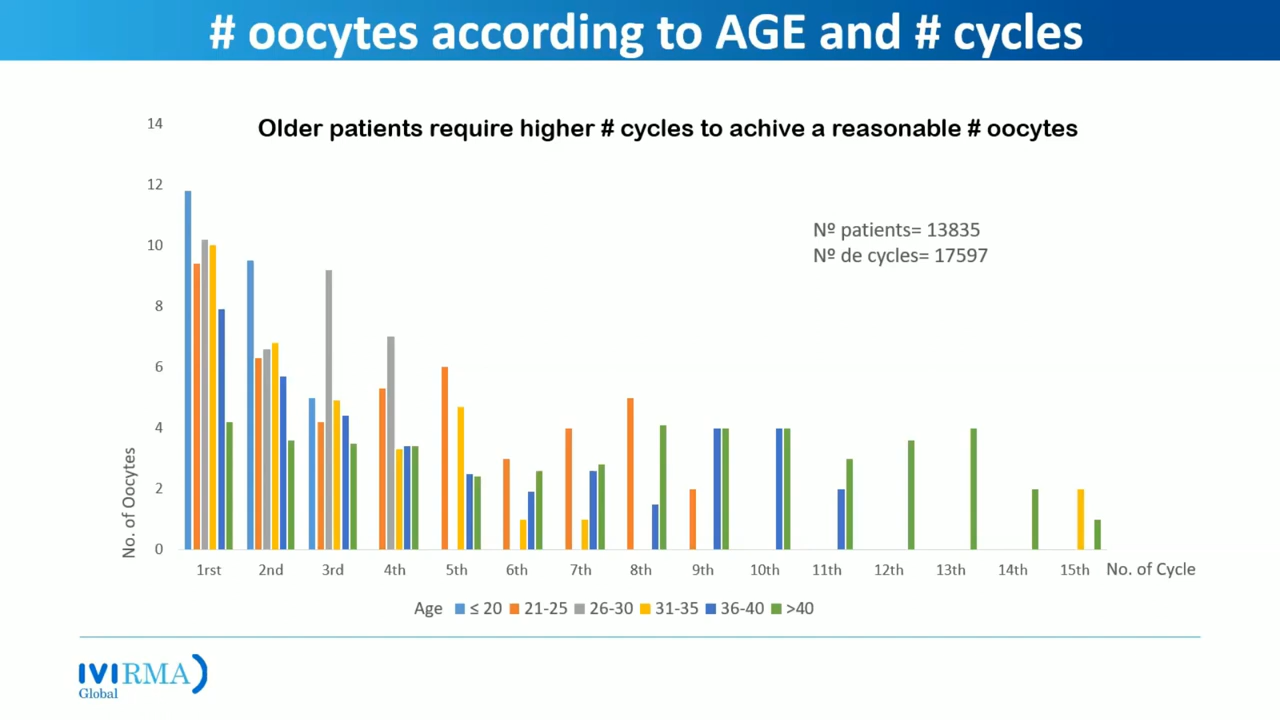 # oocytes according to AGE and # cycles
Older patients require higher # cycles to achive a reasonable # oocytes
14
12
10
8
6
4
2
0
No. of Oocytes
Nº patients= 13835
Nº de cycles= 17597
1rst 2nd 3rd 4th 5th 6th 7th 8th 9th 10th 11th 12th 13th 14th 15th No. of Cycle
Age ≤ 20 21-25 26-30 31-35 36-40 >40
IVIRMA
Global